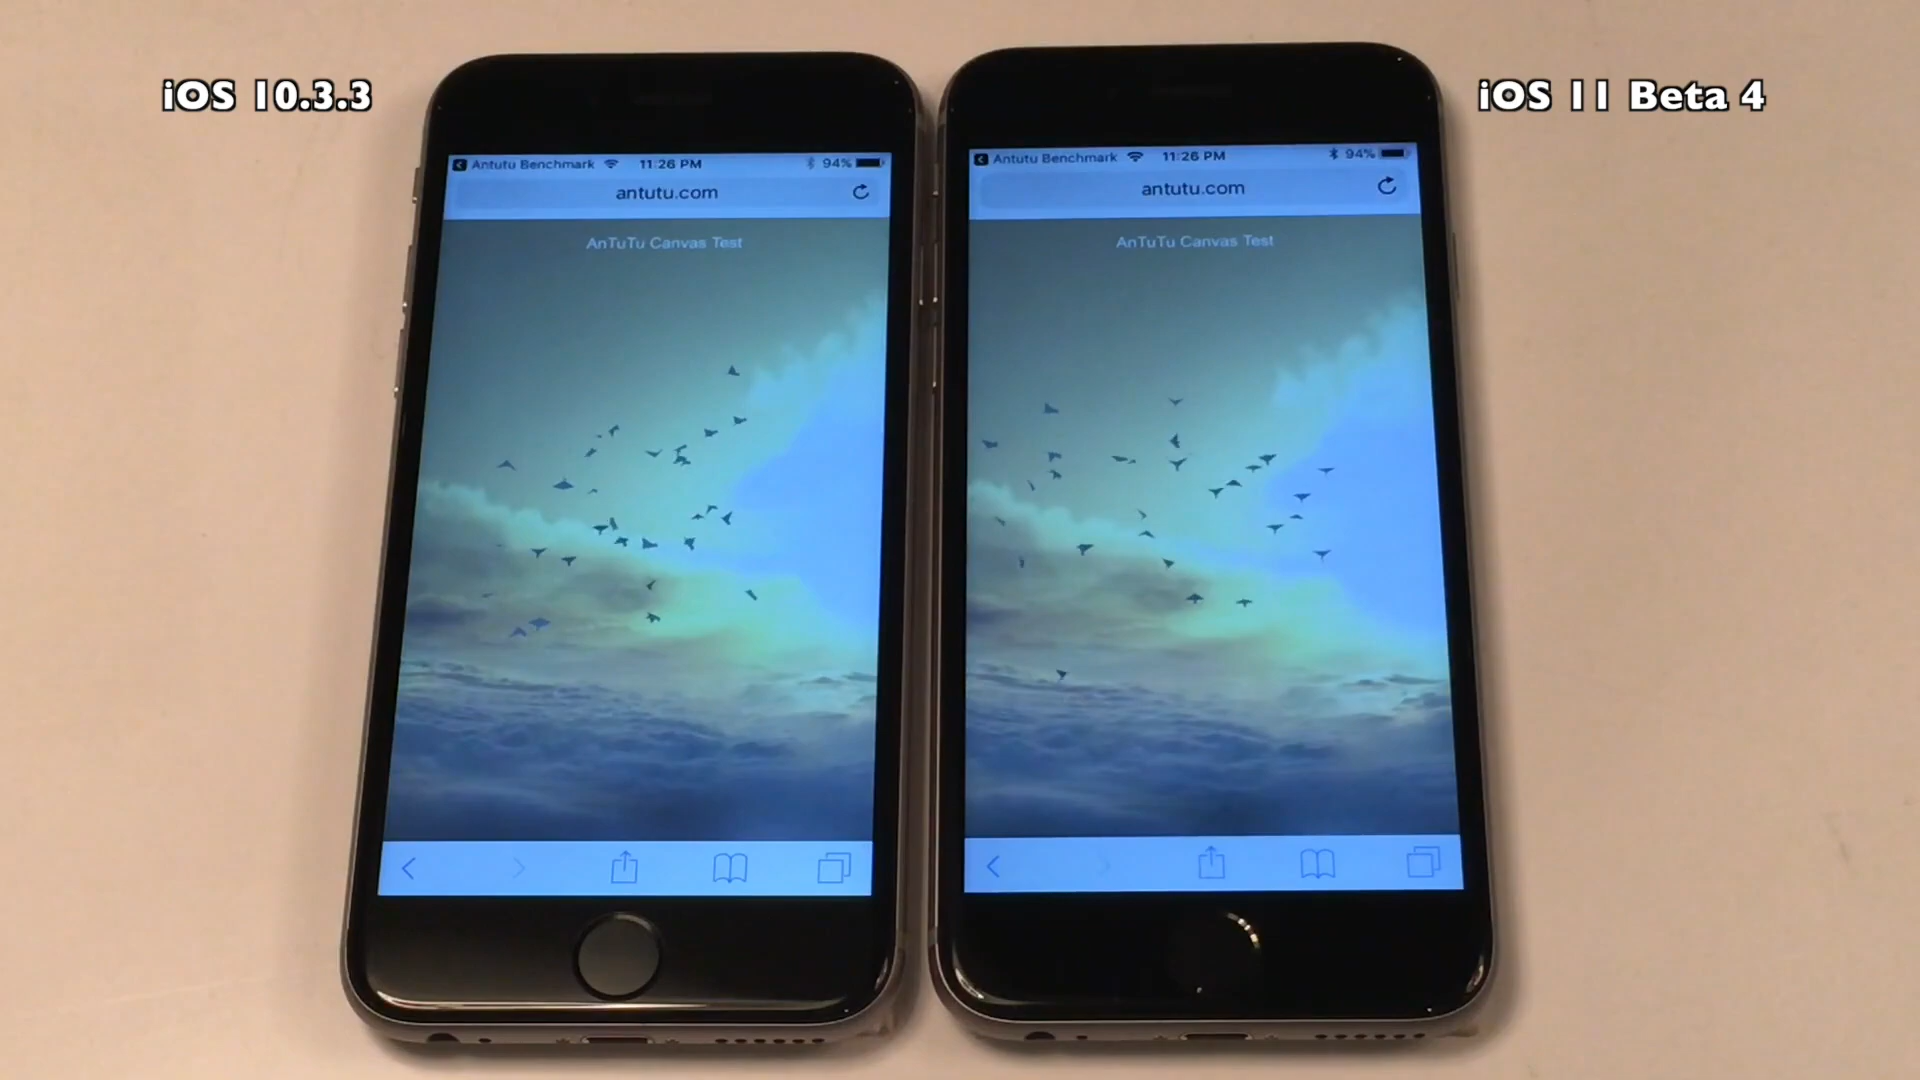 iOS 10.3.3
iOS 11 Beta 4
Antutu Benchmark 11:26 PM 94%
antutu.com
AnTuTu Canvas Test
Antutu Benchmark 11:26 PM 94%
antutu.com
AnTuTu Canvas Test